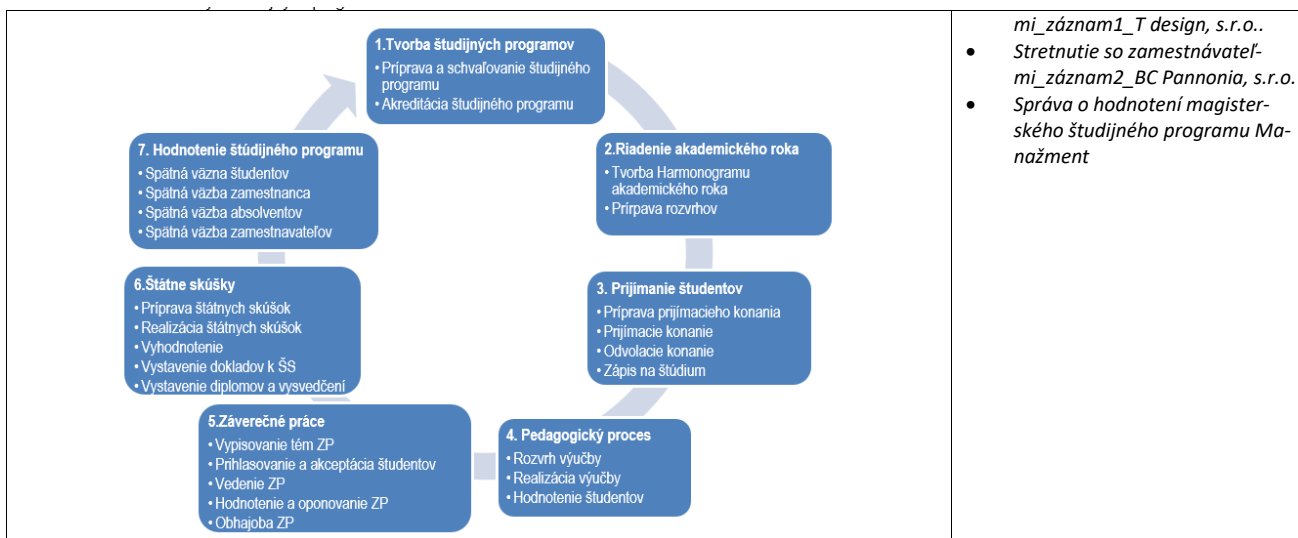 1.Tvorba študijných programov
• Príprava a schvaľovanie študijného
programu
• Akreditácia študijného programu
2.Riadenie akademického roka
• Tvorba Harmonogramu
akademického roka
• Prírpava rozvrhov
3. Prijimanie študentov
• Príprava prijímacieho konania
• Prijímacie konanie
• Odvolacie konanie
• Zápis na štúdium
4. Pedagogický proces
• Rozvrh výučby
• Realizácia výučby
• Hodnotenie študentov
5.Záverečné práce
• Vypisovanie tém ZP
• Prihlasovanie a akceptácia študentov
• Vedenie ZP
• Hodnotenie a oponovanie ZP
• Obhajoba ZP
6.Štátne skúšky
• Príprava štátnych skúšok
• Realizácia štátnych skúšok
• Vyhodnotenie
• Vystavenie dokladov k ŠS
• Vystavenie diplomov a vysvedčení
7. Hodnotenie štúdijného programu
• Spätná väzna študentov
• Spätná väzba zamestnanca
• Spätná väzba absolventov
• Spätná väzba zamestnavateľov
mi_záznam1_T design, s.r.o..
• Stretnutie so zamestnávateľ-
mi_záznam2_BC Pannonia, s.r.o.
• Správa o hodnotení magister-
ského študijného programu Ma-
nažment